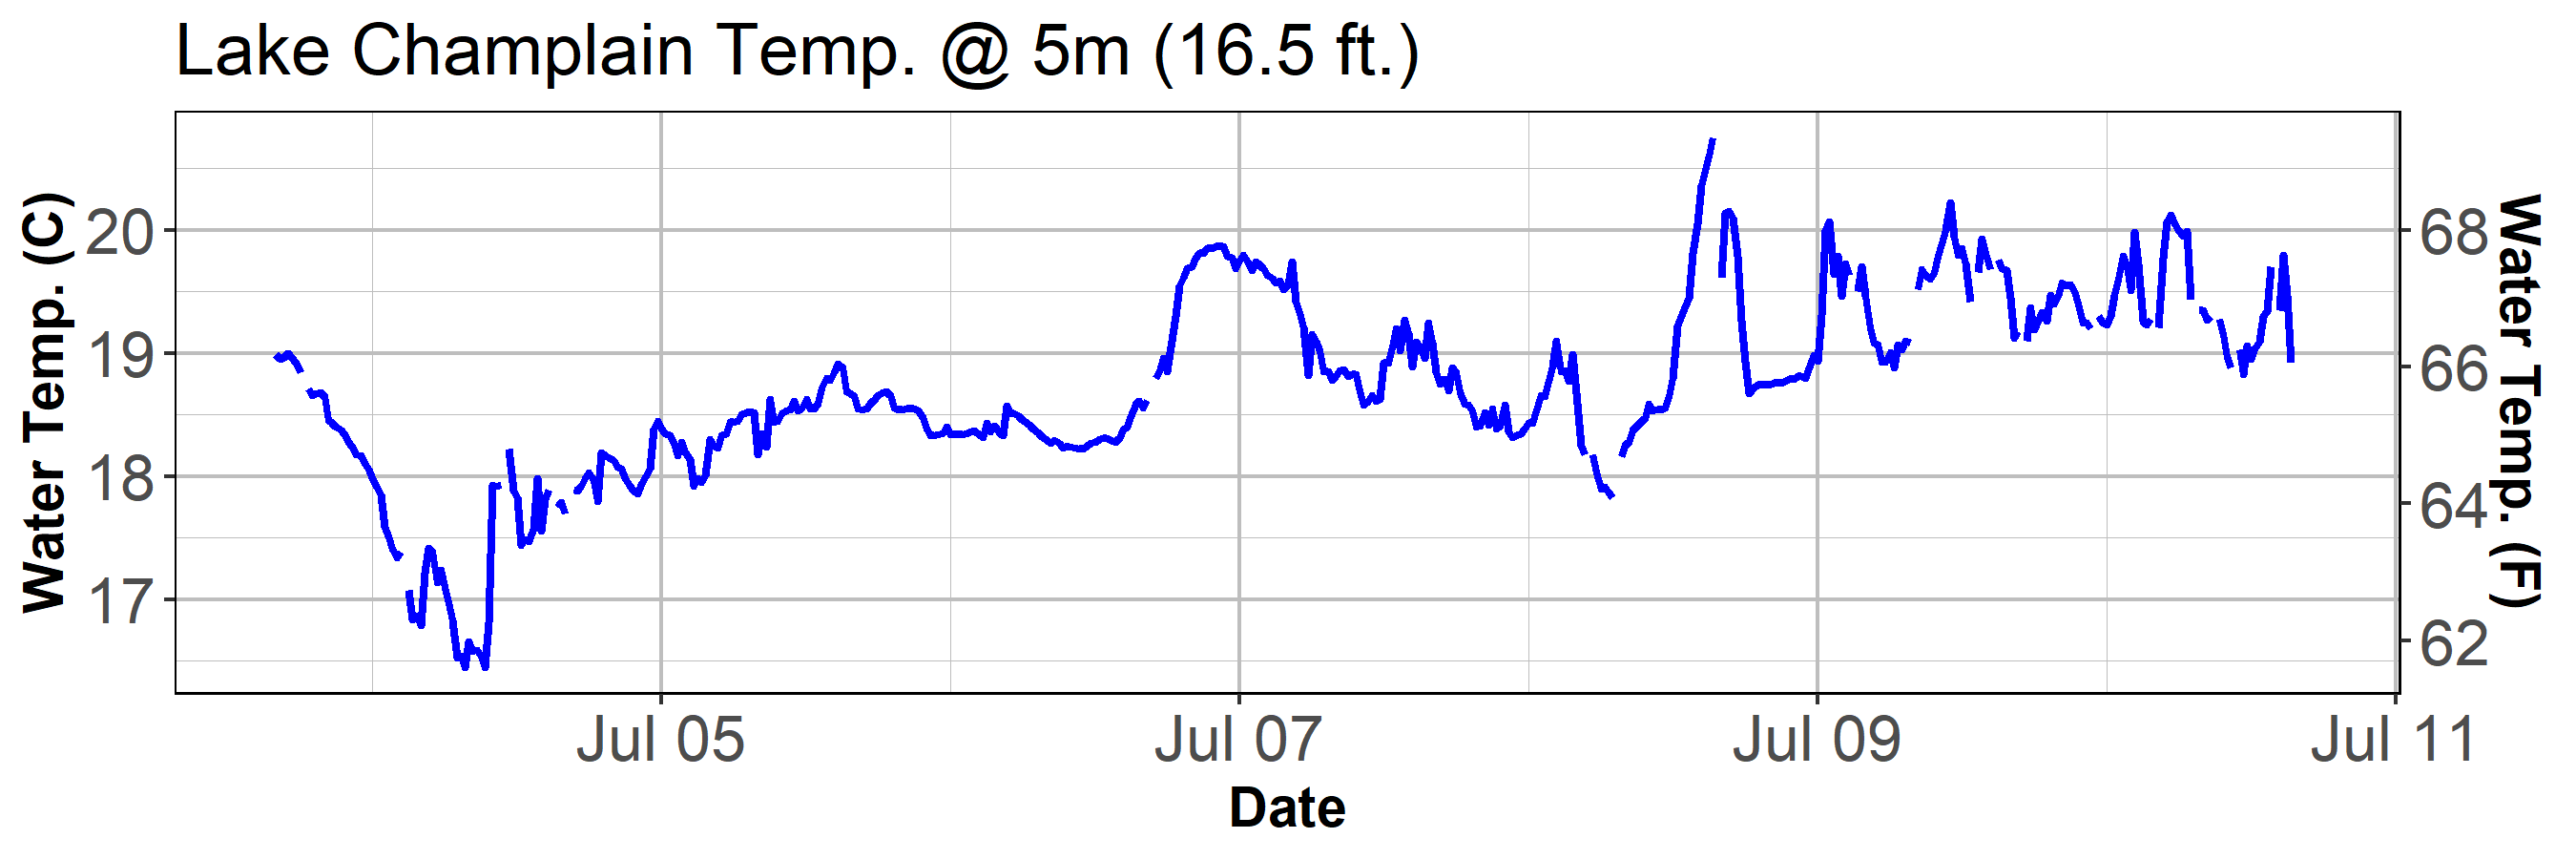 Lake Champlain Temp. @ 5m (16.5 ft.)
Water Temp. (C)
20
19
18
17
68
66
64
62
Water Temp. (F)
Jul 05
Jul 07
Jul 09
Jul 11
Date